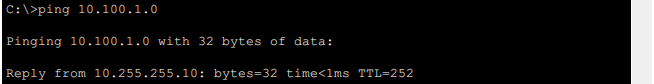 C:\>ping 10.100.1.0
Pinging 10.100.1.0 with 32 bytes of data:
Reply from 10.255.255.10: bytes=32 time<1ms TTL=252